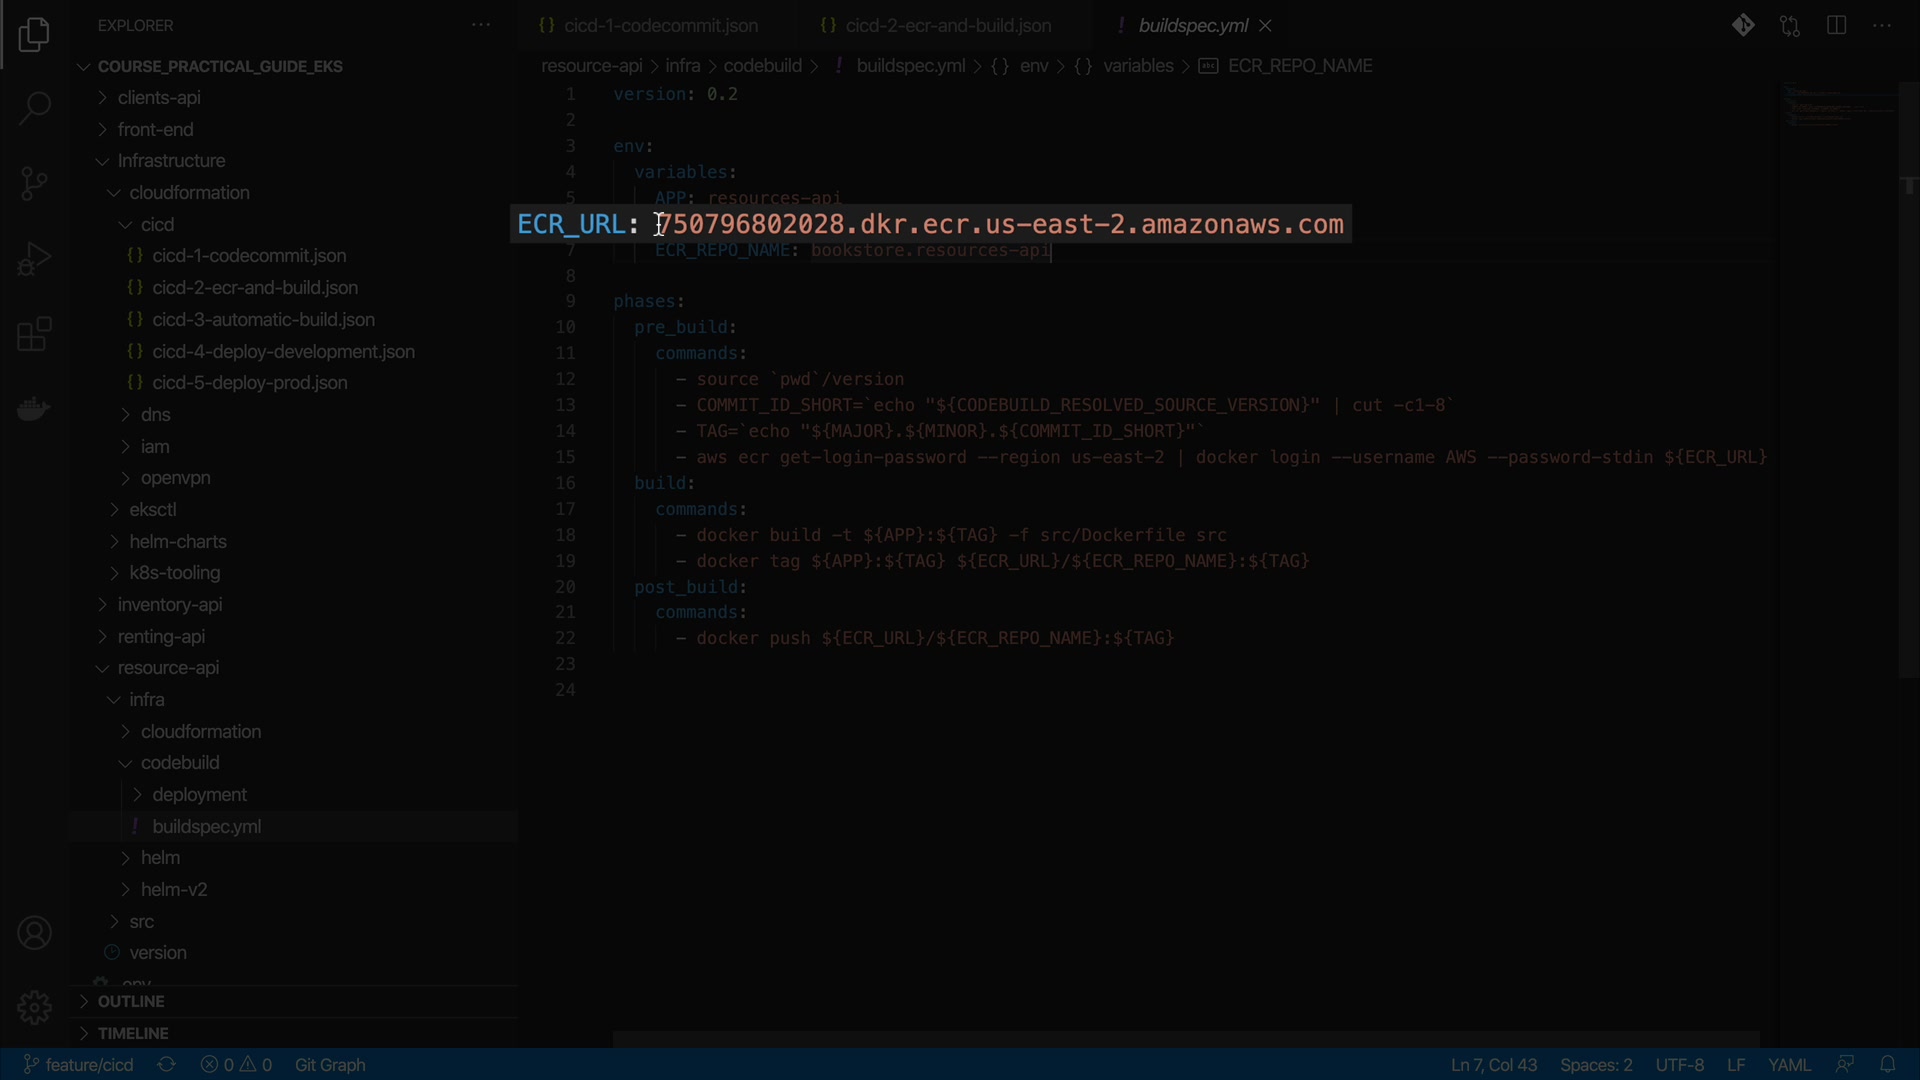 EXPLORER
COURSE_PRACTICAL_GUIDE_EKS
clients-api
front-end
Infrastructure
cloudformation
cicd
cicd-1-codecommit.json
cicd-2-ecr-and-build.json
cicd-3-automatic-build.json
cicd-4-deploy-development.json
cicd-5-deploy-prod.json
dns
iam
openvpn
eksctl
helm-charts
k8s-tooling
inventory-api
renting-api
resource-api
infra
cloudformation
codebuild
deployment
buildspec.yml
helm
helm-v2
src
version
OUTLINE
TIMELINE
cicd-1-codecommit.json cicd-2-ecr-and-build.json buildspec.yml
resource-api > infra > codebuild > ! buildspec.yml > {} env > {} variables > abc ECR_REPO_NAME
1 version: 0.2
2
3 env:
4 variables:
5 APP: resources-api
ECR_URL: 750796802028.dkr.ecr.us-east-2.amazonaws.com
7 ECR_REPO_NAME: bookstore.resources-api
8
9 phases:
10 pre_build:
11 commands:
12 - source `pwd`/version
13 - COMMIT_ID_SHORT=`echo "${CODEBUILD_RESOLVED_SOURCE_VERSION}" | cut -c1-8`
14 - TAG=`echo "${MAJOR}.${MINOR}.${COMMIT_ID_SHORT}"`
15 - aws ecr get-login-password --region us-east-2 | docker login --username AWS --password-stdin ${ECR_URL}
16 build:
17 commands:
18 - docker build -t ${APP}:${TAG} -f src/Dockerfile src
19 - docker tag ${APP}:${TAG} ${ECR_URL}/${ECR_REPO_NAME}:${TAG}
20 post_build:
21 commands:
22 - docker push ${ECR_URL}/${ECR_REPO_NAME}:${TAG}
23
24
feature/cicd 0 0 Git Graph Ln 7, Col 43 Spaces: 2 UTF-8 LF YAML